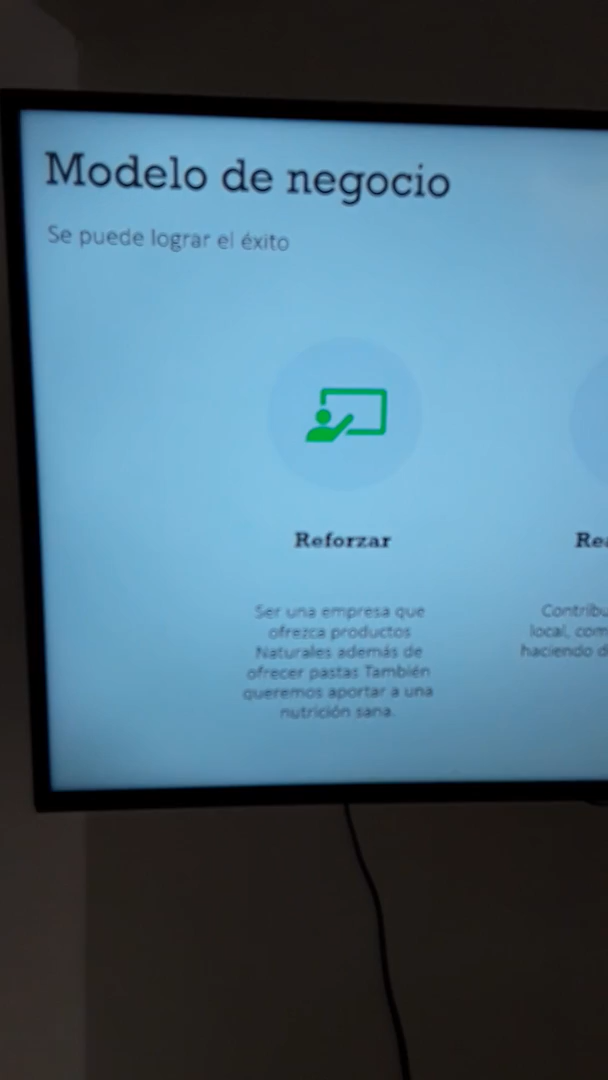 Modelo de negocio
Se puede lograr el éxito
Reforzar
Ser una empresa que
ofrezca productos
Naturales además de
ofrecer pastas También
queremos aportar a una
nutrición sana.
local,
haciendo